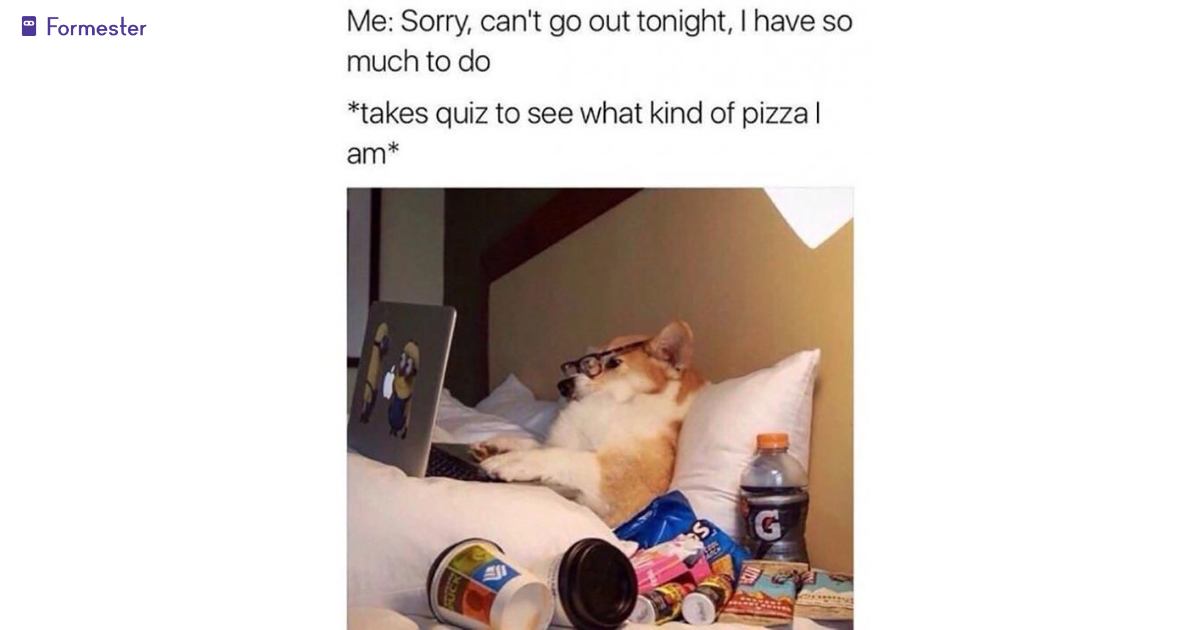 Formester
Me: Sorry, can't go out tonight, I have so
much to do
*takes quiz to see what kind of pizza I
am*
G